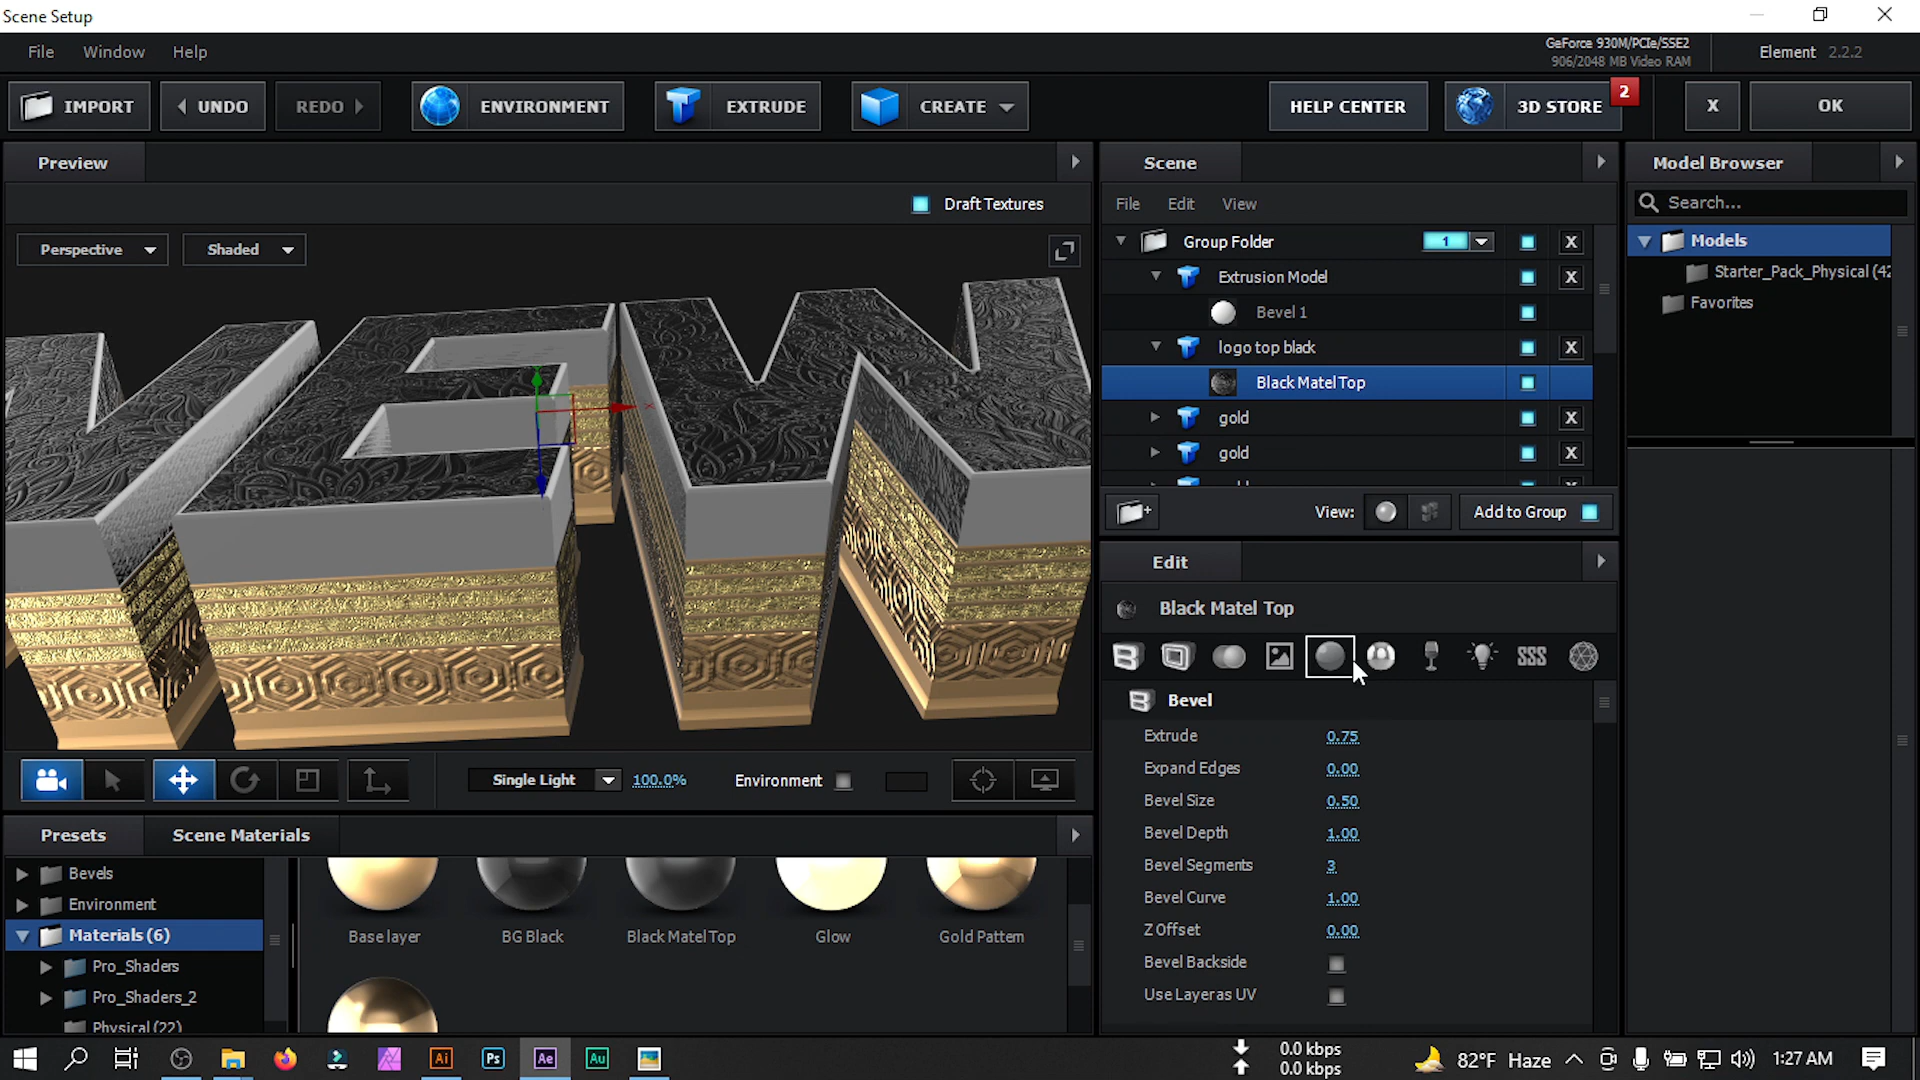 Scene Setup
File Window Help
GeForce 930M/PCIe/SSE2
906/2048 MB Video RAM
Element 2.2.2
IMPORT
UNDO
REDO
ENVIRONMENT
EXTRUDE
CREATE
HELP CENTER
3D STORE
2
X
OK
Preview
Draft Textures
Perspective
Shaded
Single Light
100.0%
Environment
Scene
File Edit View
Group Folder 1 X
Extrusion Model X
Bevel 1
logo top black X
Black Matel Top
gold X
gold X
View:
Add to Group
Model Browser
Search...
Models
Starter_Pack_Physical (42
Favorites
Edit
Black Matel Top
Bevel
Extrude 0.75
Expand Edges 0.00
Bevel Size 0.50
Bevel Depth 1.00
Bevel Segments 3
Bevel Curve 1.00
Z Offset 0.00
Bevel Backside
Use Layer as UV
Presets
Scene Materials
Bevels
Environment
Materials (6)
Pro_Shaders
Pro_Shaders_2
Physical (22)
Base layer
BG Black
Black Matel Top
Glow
Gold Pattern
Ai
Ps
Ae
Au
0.0 kbps
0.0 kbps
82°F Haze
1:27 AM